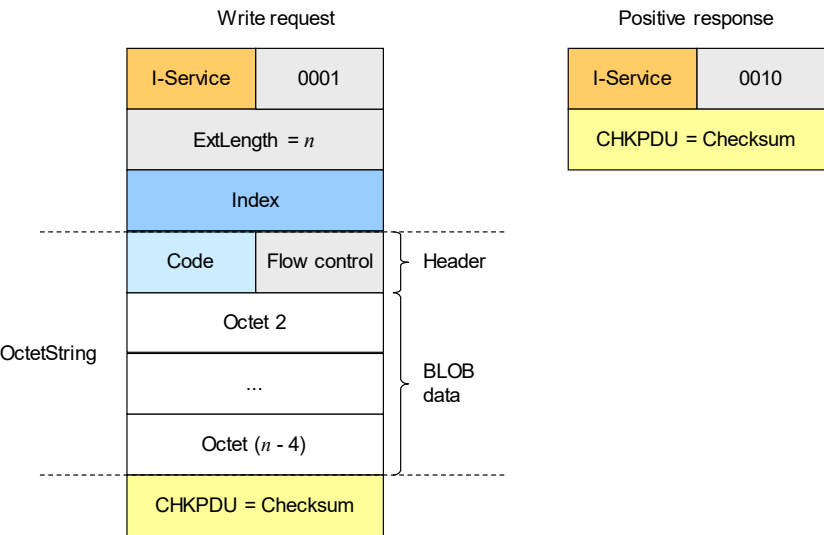 Write request
Positive response
I-Service
0001
I-Service
0010
ExtLength = n
CHKPDU = Checksum
Index
Code
Flow control
Header
Octet 2
OctetString
...
BLOB
data
Octet (n - 4)
CHKPDU = Checksum